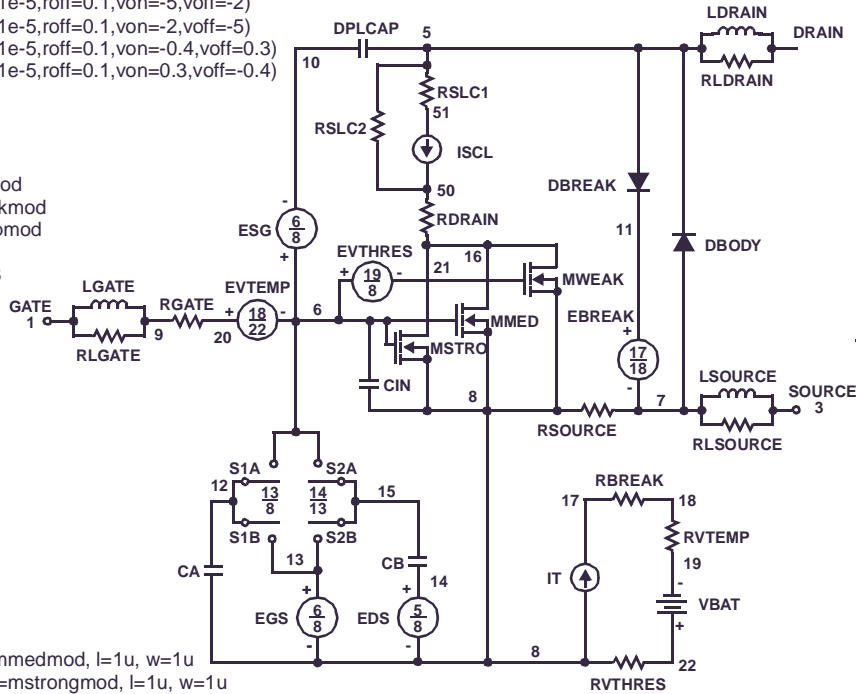 1e-5,roff=0.1,von=-5,voff=-2)
1e-5,roff=0.1,von=-2,voff=-5)
1e-5,roff=0.1,von=-0.4,voff=0.3)
1e-5,roff=0.1,von=0.3,voff=-0.4)
LDRAIN
DPLCAP
5
DRAIN
10
RLDRAIN
RSLC1
51
RSLC2
ISCL
od
kmod
omod
50
DBREAK
RDRAIN
-
ESG
6
8
+
11
DBODY
EVTHRES
16
+
19
8
-
21
MWEAK
LGATE
EVTEMP
GATE
1
RGATE
+
18
22
-
6
EBREAK
+
MMED
9
20
MSTRO
RLGATE
17
18
-
CIN
LSOURCE
SOURCE
3
8
7
RSOURCE
RLSOURCE
S1A
S2A
12
13
8
14
13
15
RBREAK
17
18
S1B
S2B
RVTEMP
13
CB
19
CA
IT
-
14
+
+
VBAT
EGS
6
8
EDS
5
8
+
-
-
8
22
RVTHRES
mmedmod, l=1u, w=1u
=mstrongmod, l=1u, w=1u